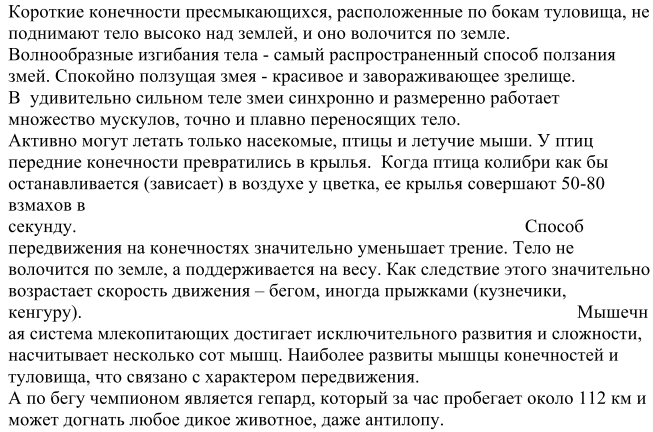 Короткие конечности пресмыкающихся, расположенные по бокам туловища, не
поднимают тело высоко над землей, и оно волочится по земле.
Волнообразные изгибания тела - самый распространенный способ ползания
змей. Спокойно ползущая змея - красивое и завораживающее зрелище.
В  удивительно сильном теле змеи синхронно и размеренно работает
множество мускулов, точно и плавно переносящих тело.
Активно могут летать только насекомые, птицы и летучие мыши. У птиц
передние конечности превратились в крылья.  Когда птица колибри как бы
останавливается (зависает) в воздухе у цветка, ее крылья совершают 50-80
взмахов в
секунду. Способ
передвижения на конечностях значительно уменьшает трение. Тело не
волочится по земле, а поддерживается на весу. Как следствие этого значительно
возрастает скорость движения – бегом, иногда прыжками (кузнечики,
кенгуру). Мышечн
ая система млекопитающих достигает исключительного развития и сложности,
насчитывает несколько сот мышц. Наиболее развиты мышцы конечностей и
туловища, что связано с характером передвижения.
А по бегу чемпионом является гепард, который за час пробегает около 112 км и
может догнать любое дикое животное, даже антилопу.